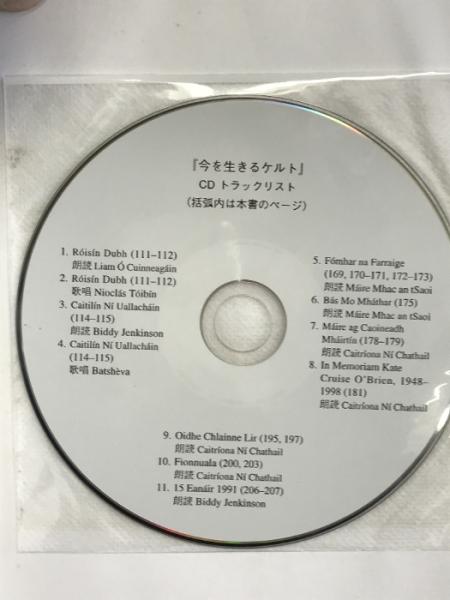 『今を生きるケルト』
CD トラックリスト
（括弧内は本書のページ）
1. Róisín Dubh (111–112)
朗読 Liam Ó Cuinneagáin
2. Róisín Dubh (111–112)
歌唱 Nioclás Tóibín
3. Caitilín Ní Uallacháin
(114–115)
朗読 Biddy Jenkinson
4. Caitilín Ní Uallacháin
(114–115)
歌唱 Batshèva
5. Fómhar na Farraige
(169, 170–171, 172–173)
朗読 Máire Mhac an tSaoi
6. Bás Mo Mháthar (175)
朗読 Máire Mhac an tSaoi
7. Máire ag Caoineadh
Mháirtín (178–179)
朗読 Caitríona Ní Chathail
8. In Memoriam Kate
Cruise O'Brien, 1948–
1998 (181)
朗読 Caitríona Ní Chathail
9. Oidhe Chlainne Lir (195, 197)
朗読 Caitríona Ní Chathail
10. Fionnuala (200, 203)
朗読 Caitríona Ní Chathail
11. 15 Eanáir 1991 (206–207)
朗読 Biddy Jenkinson